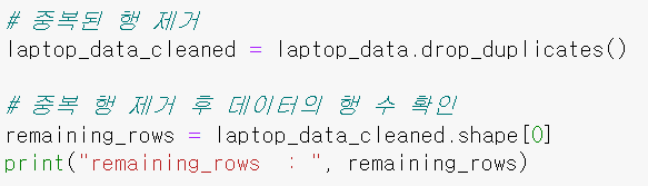 # 중복된 행 제거
laptop_data_cleaned = laptop_data.drop_duplicates()
# 중복 행 제거 후 데이터의 행 수 확인
remaining_rows = laptop_data_cleaned.shape[0]
print("remaining_rows  : ", remaining_rows)